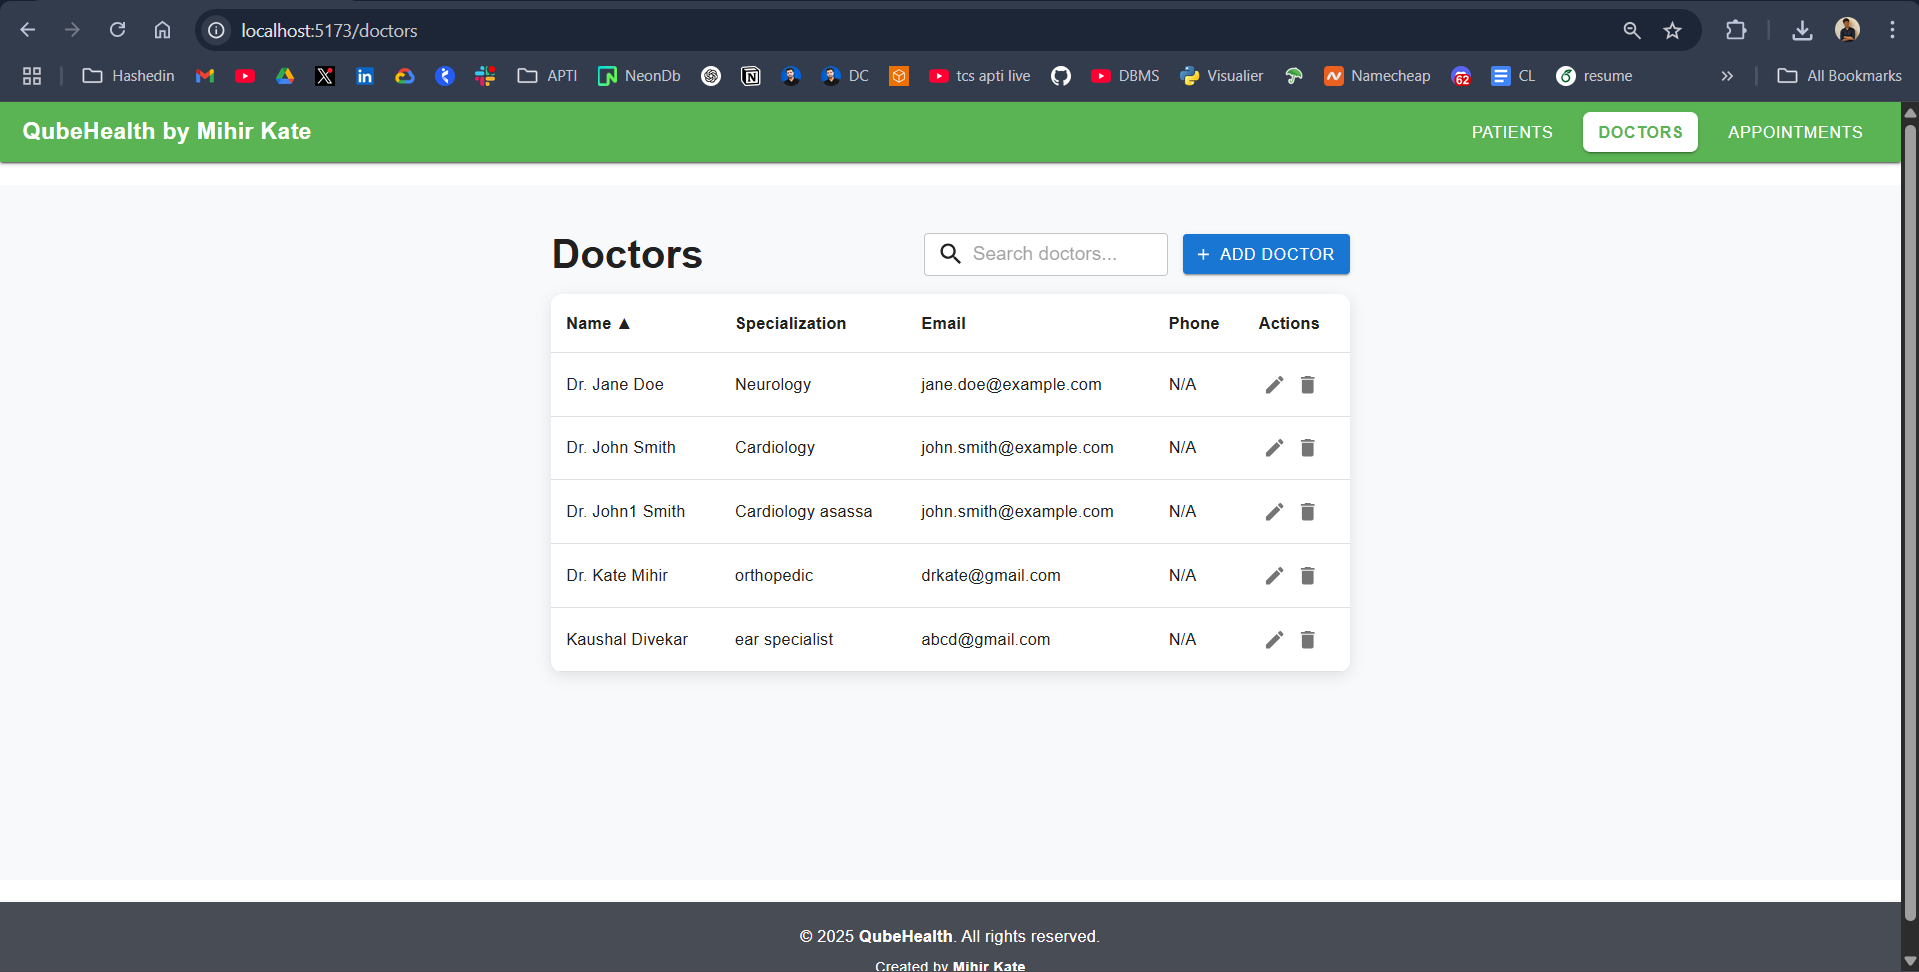 localhost:5173/doctors
Hashedin APTI NeonDb DC tcs apti live DBMS Visualier Namecheap 62 CL resume » All Bookmarks
QubeHealth by Mihir Kate PATIENTS DOCTORS APPOINTMENTS
Doctors Search doctors... + ADD DOCTOR
Name ▲ Specialization Email Phone Actions
Dr. Jane Doe Neurology jane.doe@example.com N/A
Dr. John Smith Cardiology john.smith@example.com N/A
Dr. John1 Smith Cardiology asassa john.smith@example.com N/A
Dr. Kate Mihir orthopedic drkate@gmail.com N/A
Kaushal Divekar ear specialist abcd@gmail.com N/A
© 2025 QubeHealth. All rights reserved.
Created by Mihir Kate